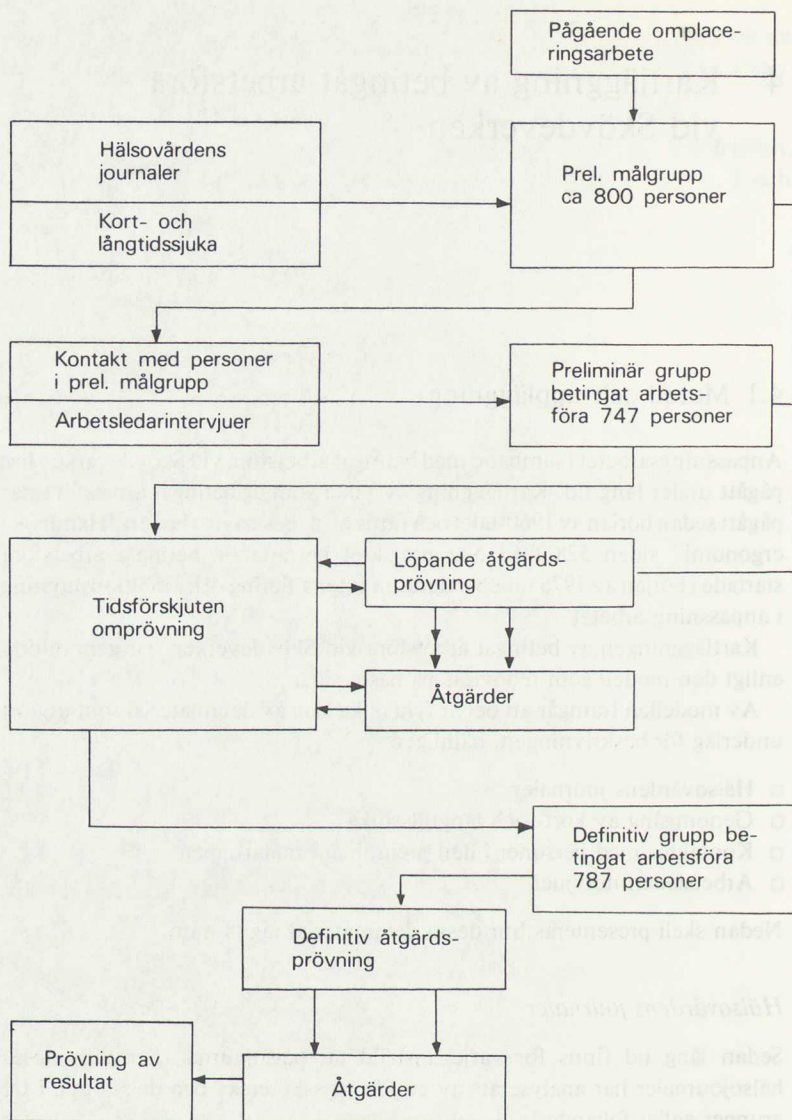 Pågående omplace-
ringsarbete
Hälsovårdens
journaler
Kort- och
långtidssjuka
Prel. målgrupp
ca 800 personer
Kontakt med personer
i prel. målgrupp
Arbetsledarintervjuer
Preliminär grupp
betingat arbets-
föra 747 personer
Tidsförskjuten
omprövning
Löpande åtgärds-
prövning
Åtgärder
Definitiv grupp be-
tingat arbetsföra
787 personer
Definitiv åtgärds-
prövning
Prövning av
resultat
Åtgärder